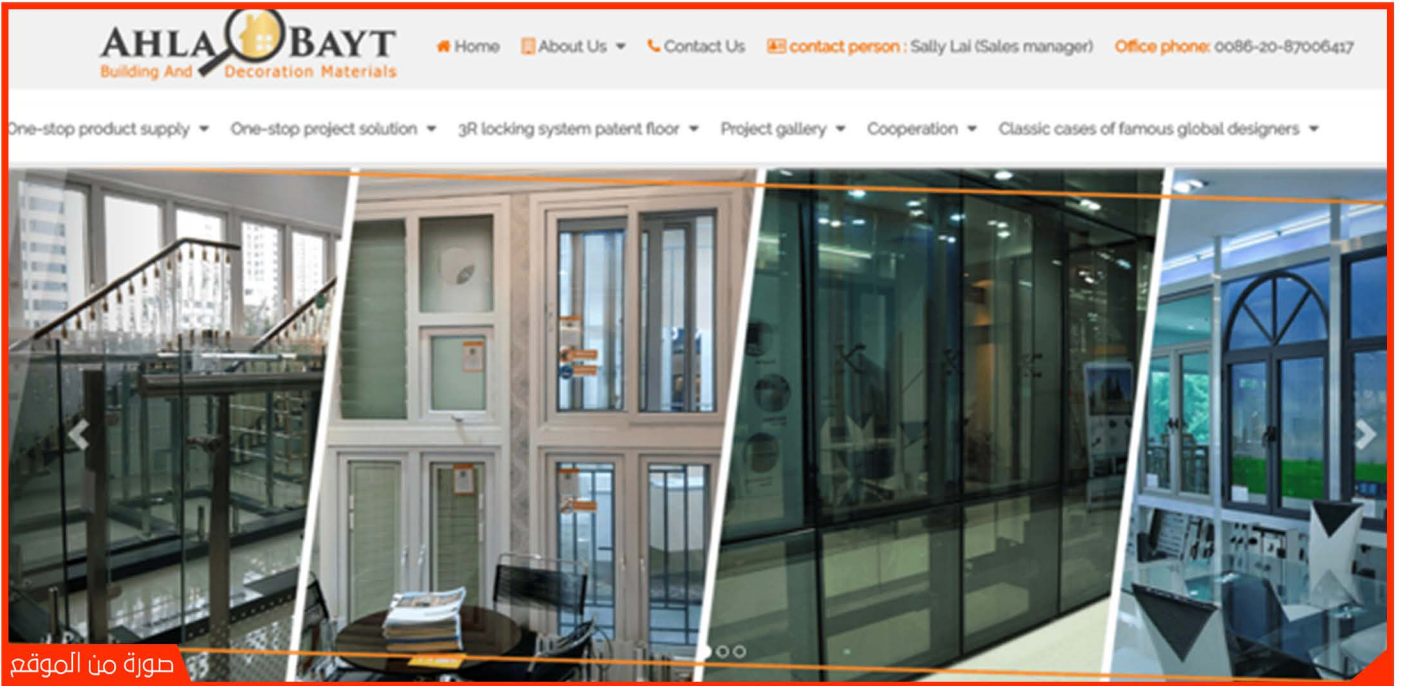 AHLA BAYT
Building And Decoration Materials
Home About Us Contact Us contact person : Sally Lai (Sales manager) Office phone: 0086-20-87006417
One-stop product supply One-stop project solution 3R locking system patent floor Project gallery Cooperation Classic cases of famous global designers
صورة من الموقع